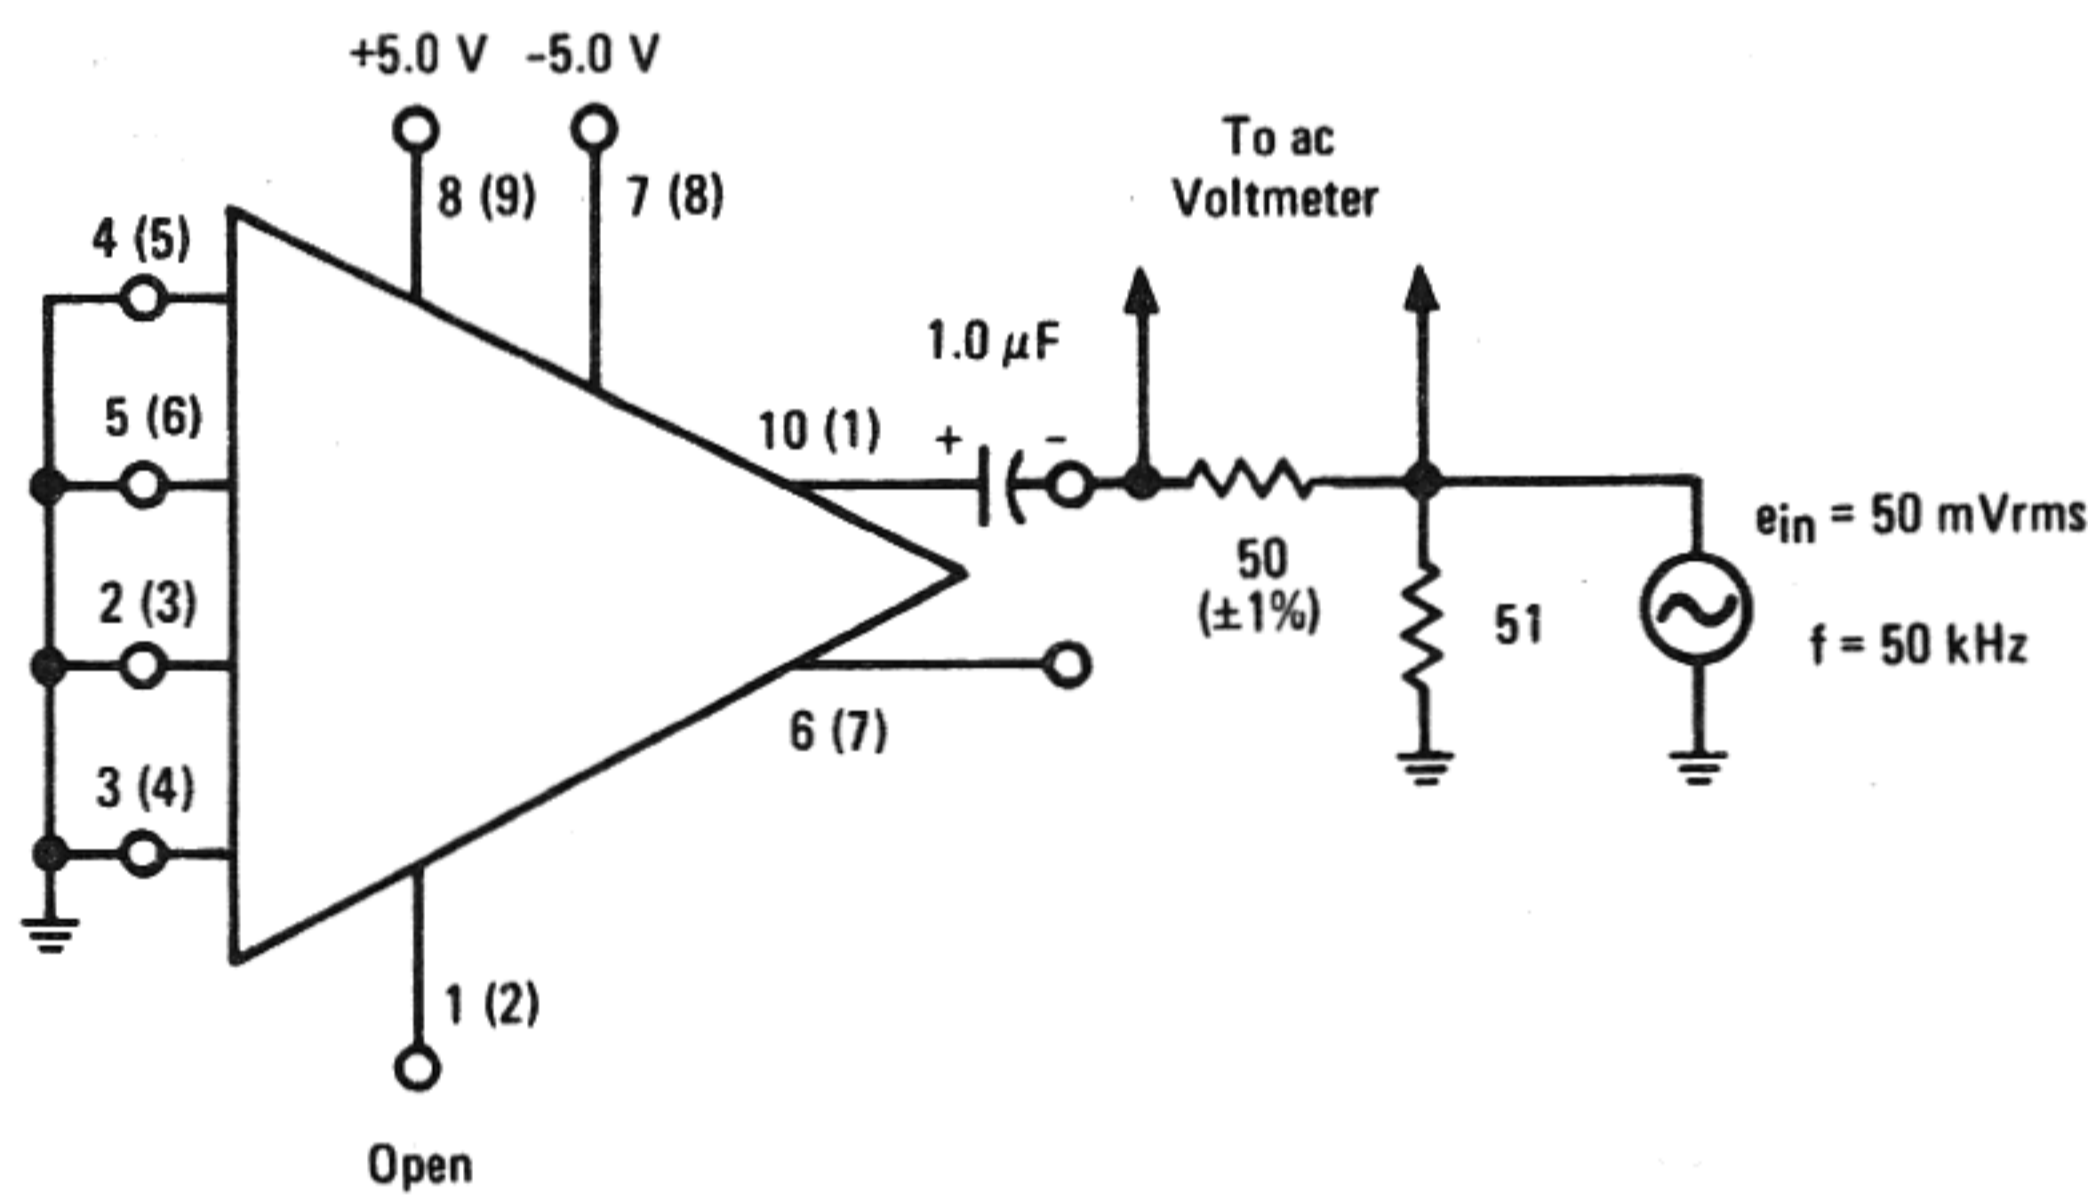 +5.0 V
-5.0 V
8 (9)
7 (8)
4 (5)
5 (6)
2 (3)
3 (4)
1 (2)
Open
10 (1)
6 (7)
1.0 μF
+
-
To ac
Voltmeter
50
(±1%)
51
ein = 50 mVrms
f = 50 kHz